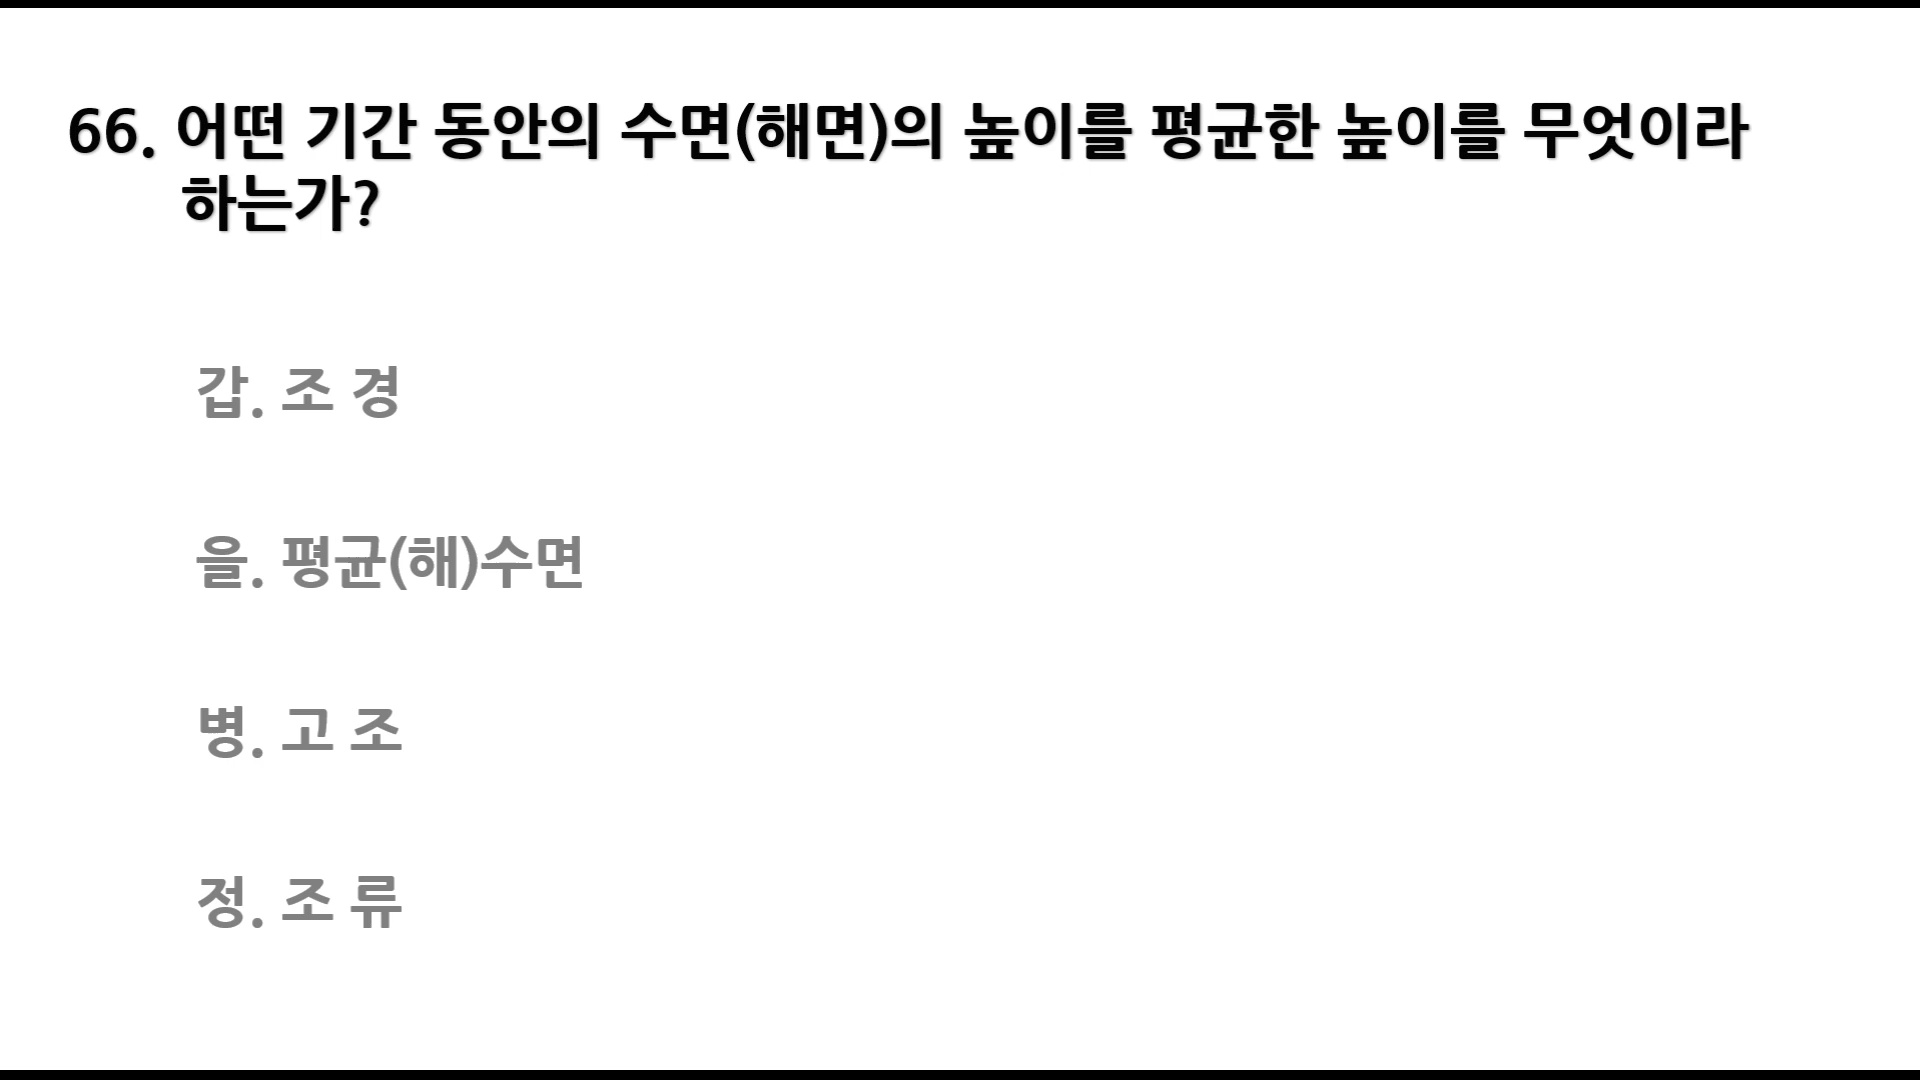 66. 어떤 기간 동안의 수면(해면)의 높이를 평균한 높이를 무엇이라
하는가?
갑. 조 경
을. 평균(해)수면
병. 고 조
정. 조 류